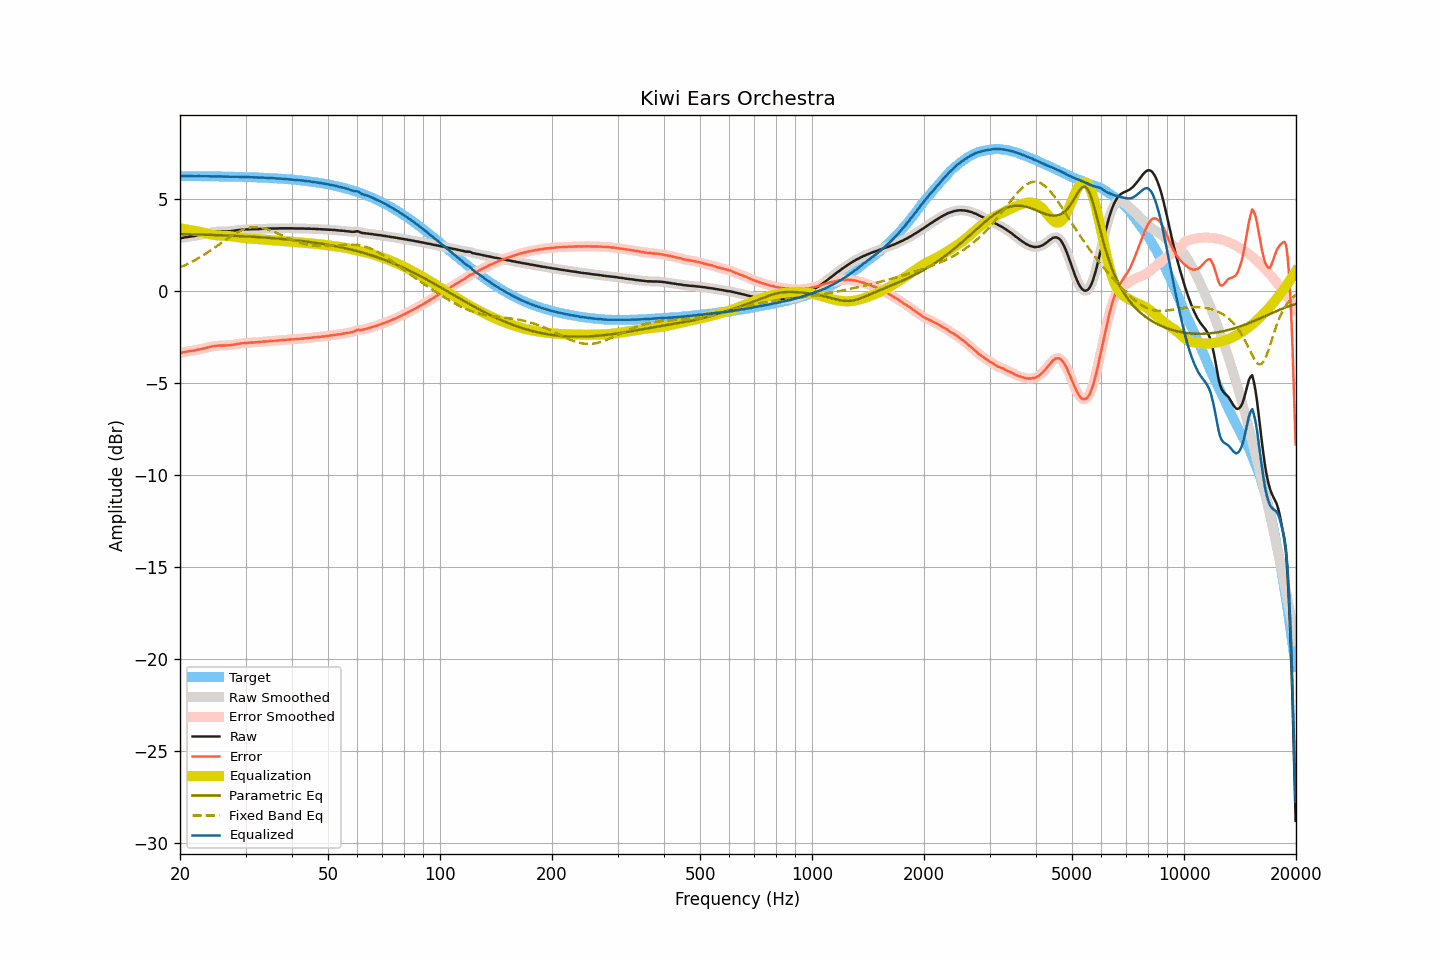 Kiwi Ears Orchestra
Amplitude (dBr)
5
0
−5
−10
−15
−20
−25
−30
Target
Raw Smoothed
Error Smoothed
Raw
Error
Equalization
Parametric Eq
Fixed Band Eq
Equalized
20 50 100 200 500 1000 2000 5000 10000 20000
Frequency (Hz)